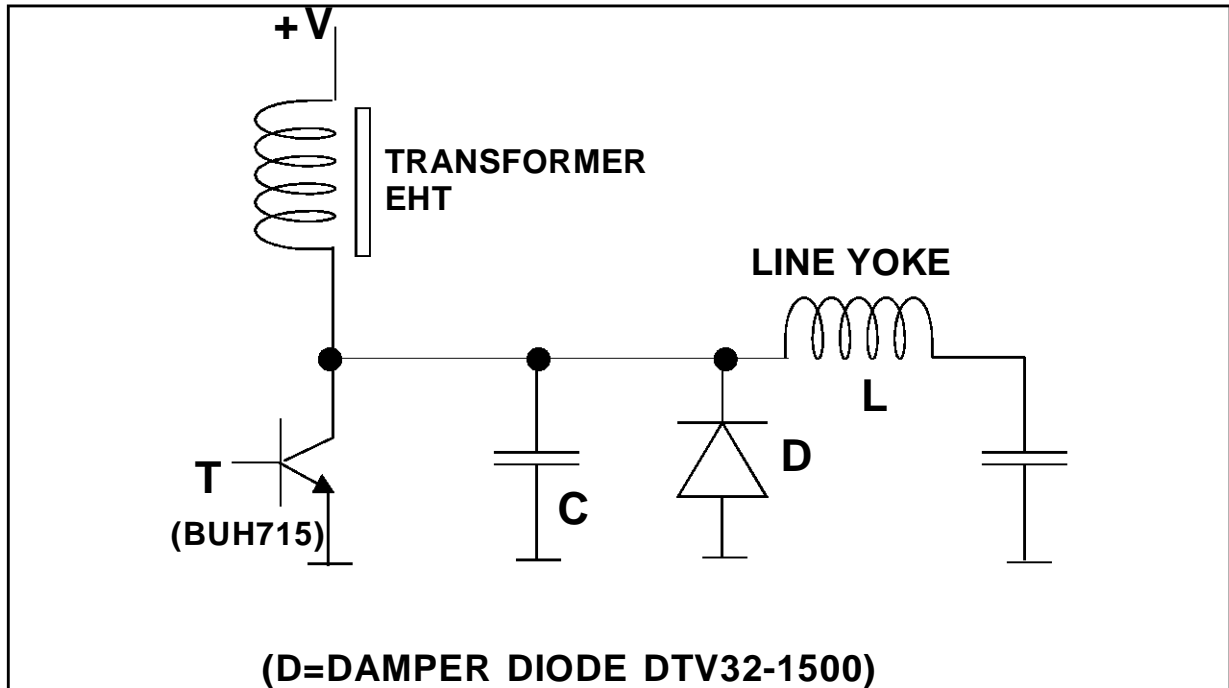 +V
TRANSFORMER
EHT
LINE YOKE
L
D
T
C
(BUH715)
(D=DAMPER DIODE DTV32-1500)